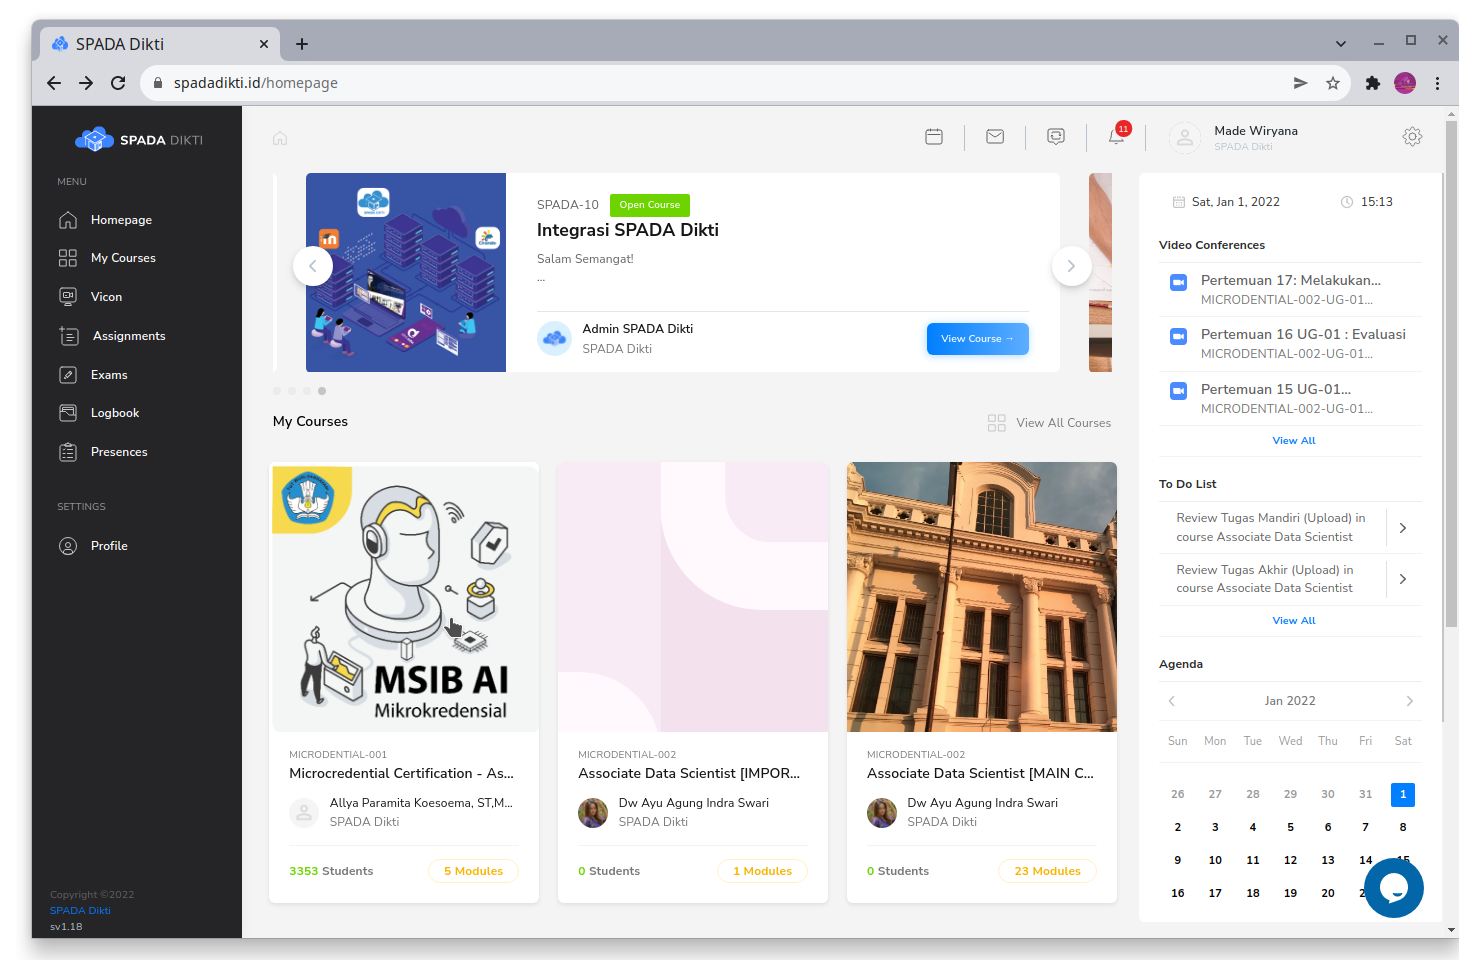 SPADA Dikti
spadadikti.id/homepage
SPADA DIKTI
MENU
Homepage
My Courses
Vicon
Assignments
Exams
Logbook
Presences
SETTINGS
Profile
Copyright ©2022
SPADA Dikti
sv1.18
11
Made Wiryana
SPADA Dikti
SPADA-10 Open Course
Integrasi SPADA Dikti
Salam Semangat!
...
Admin SPADA Dikti
SPADA Dikti
View Course →
My Courses
View All Courses
MSIB AI
Mikrokredensial
MICRODENTIAL-001
Microcredential Certification - As...
Allya Paramita Koesoema, ST,M...
SPADA Dikti
3353 Students
5 Modules
MICRODENTIAL-002
Associate Data Scientist [IMPOR...
Dw Ayu Agung Indra Swari
SPADA Dikti
0 Students
1 Modules
MICRODENTIAL-002
Associate Data Scientist [MAIN C...
Dw Ayu Agung Indra Swari
SPADA Dikti
0 Students
23 Modules
Sat, Jan 1, 2022 15:13
Video Conferences
Pertemuan 17: Melakukan...
MICRODENTIAL-002-UG-01...
Pertemuan 16 UG-01 : Evaluasi
MICRODENTIAL-002-UG-01...
Pertemuan 15 UG-01...
MICRODENTIAL-002-UG-01...
View All
To Do List
Review Tugas Mandiri (Upload) in
course Associate Data Scientist
Review Tugas Akhir (Upload) in
course Associate Data Scientist
View All
Agenda
Jan 2022
Sun Mon Tue Wed Thu Fri Sat
26 27 28 29 30 31 1
2 3 4 5 6 7 8
9 10 11 12 13 14 15
16 17 18 19 20